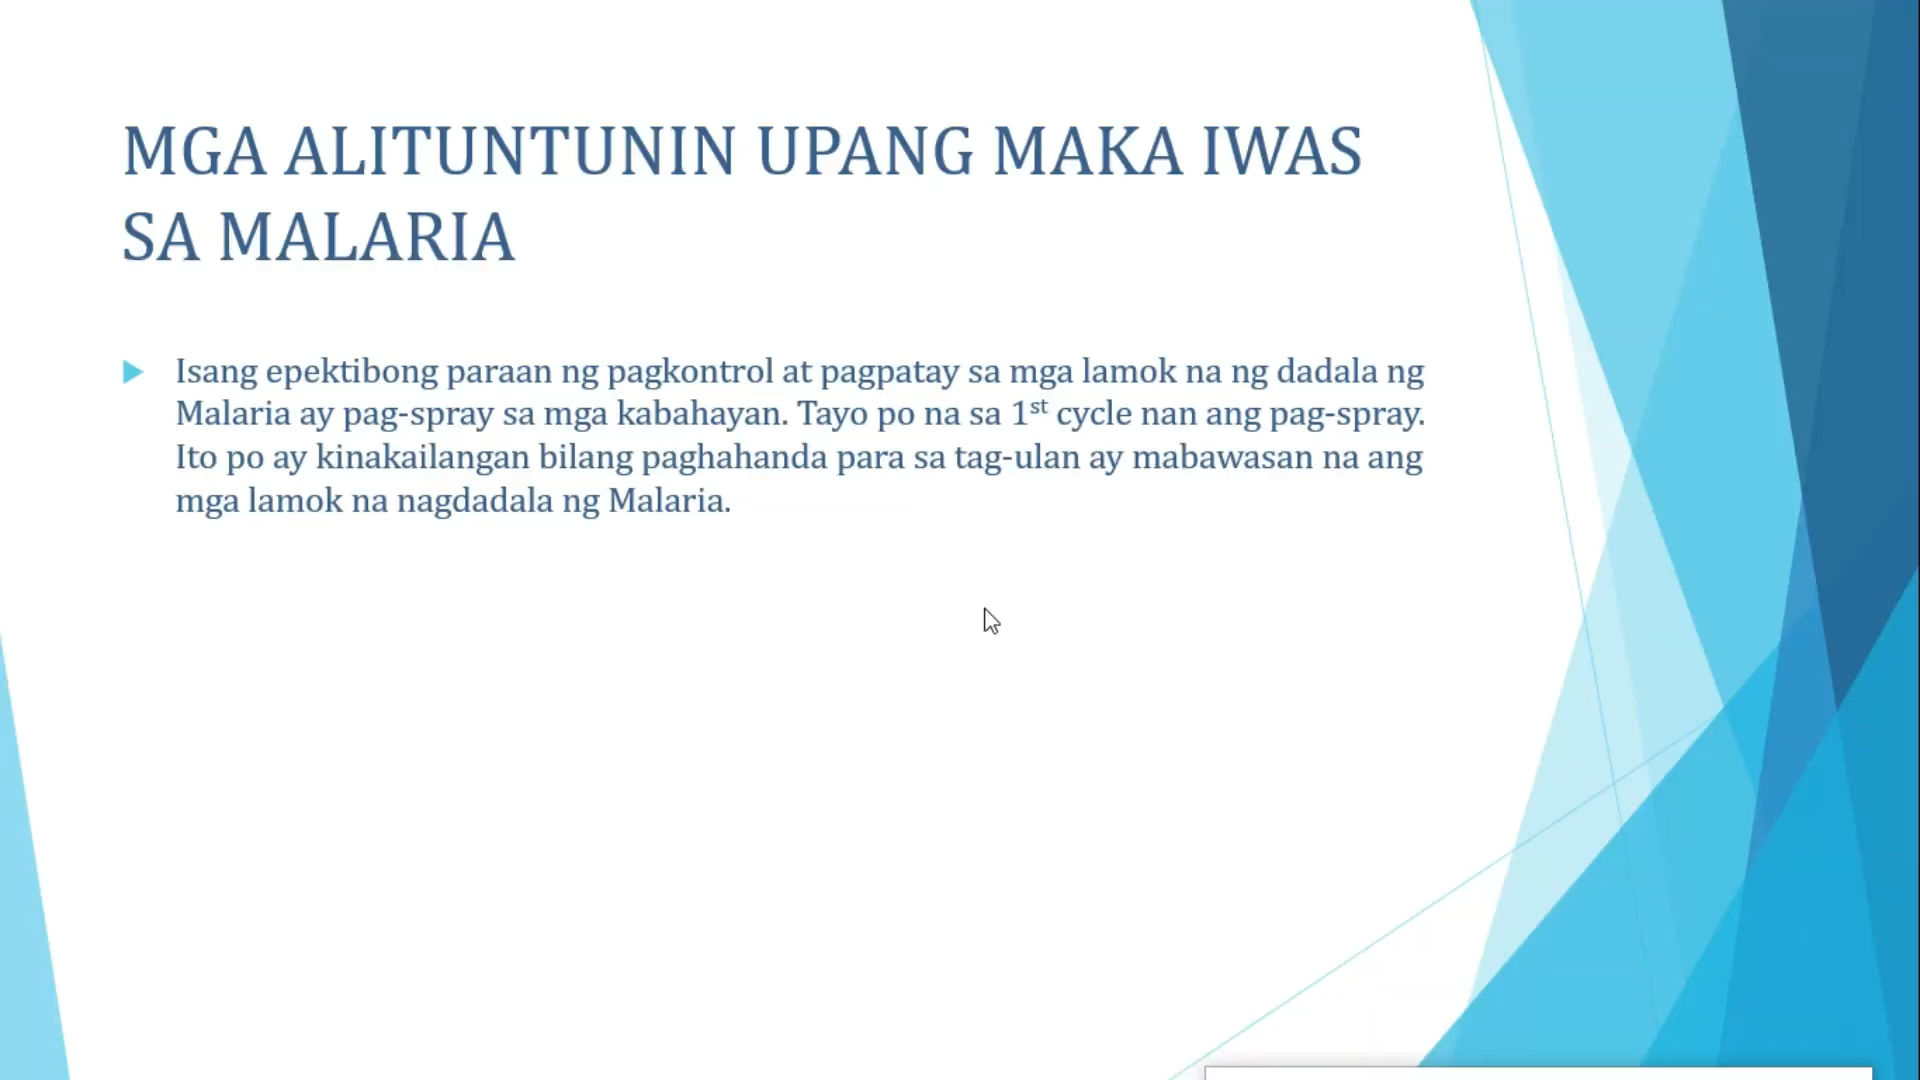 MGA ALITUNTUNIN UPANG MAKA IWAS
SA MALARIA
Isang epektibong paraan ng pagkontrol at pagpatay sa mga lamok na ng dadala ng
Malaria ay pag-spray sa mga kabahayan. Tayo po na sa 1st cycle nan ang pag-spray.
Ito po ay kinakailangan bilang paghahanda para sa tag-ulan ay mabawasan na ang
mga lamok na nagdadala ng Malaria.